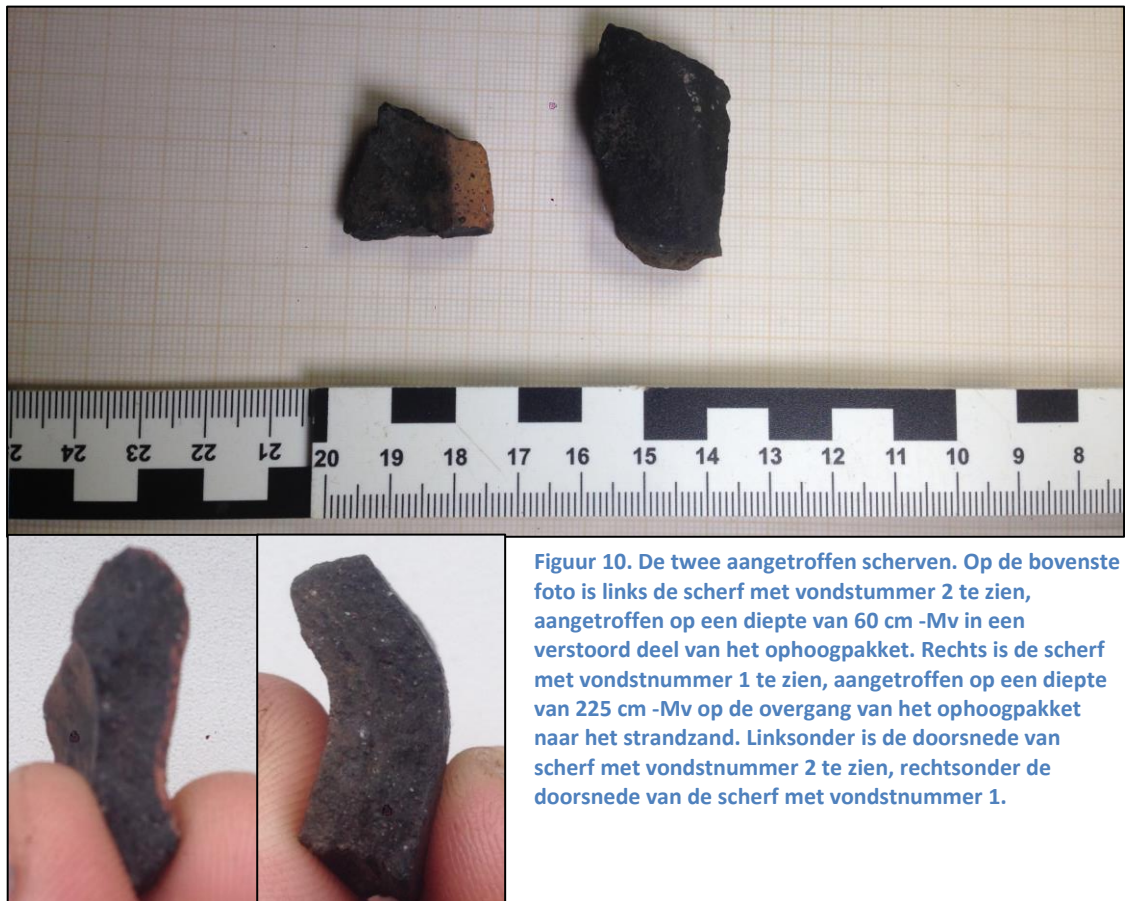 24 23 22 21 20 19 18 17 16 15 14 13 12 11 10 9 8
Figuur 10. De twee aangetroffen scherven. Op de bovenste
foto is links de scherf met vondstummer 2 te zien,
aangetroffen op een diepte van 60 cm -Mv in een
verstoord deel van het ophoogpakket. Rechts is de scherf
met vondstnummer 1 te zien, aangetroffen op een diepte
van 225 cm -Mv op de overgang van het ophoogpakket
naar het strandzand. Linksonder is de doorsnede van
scherf met vondstnummer 2 te zien, rechtsonder de
doorsnede van de scherf met vondstnummer 1.